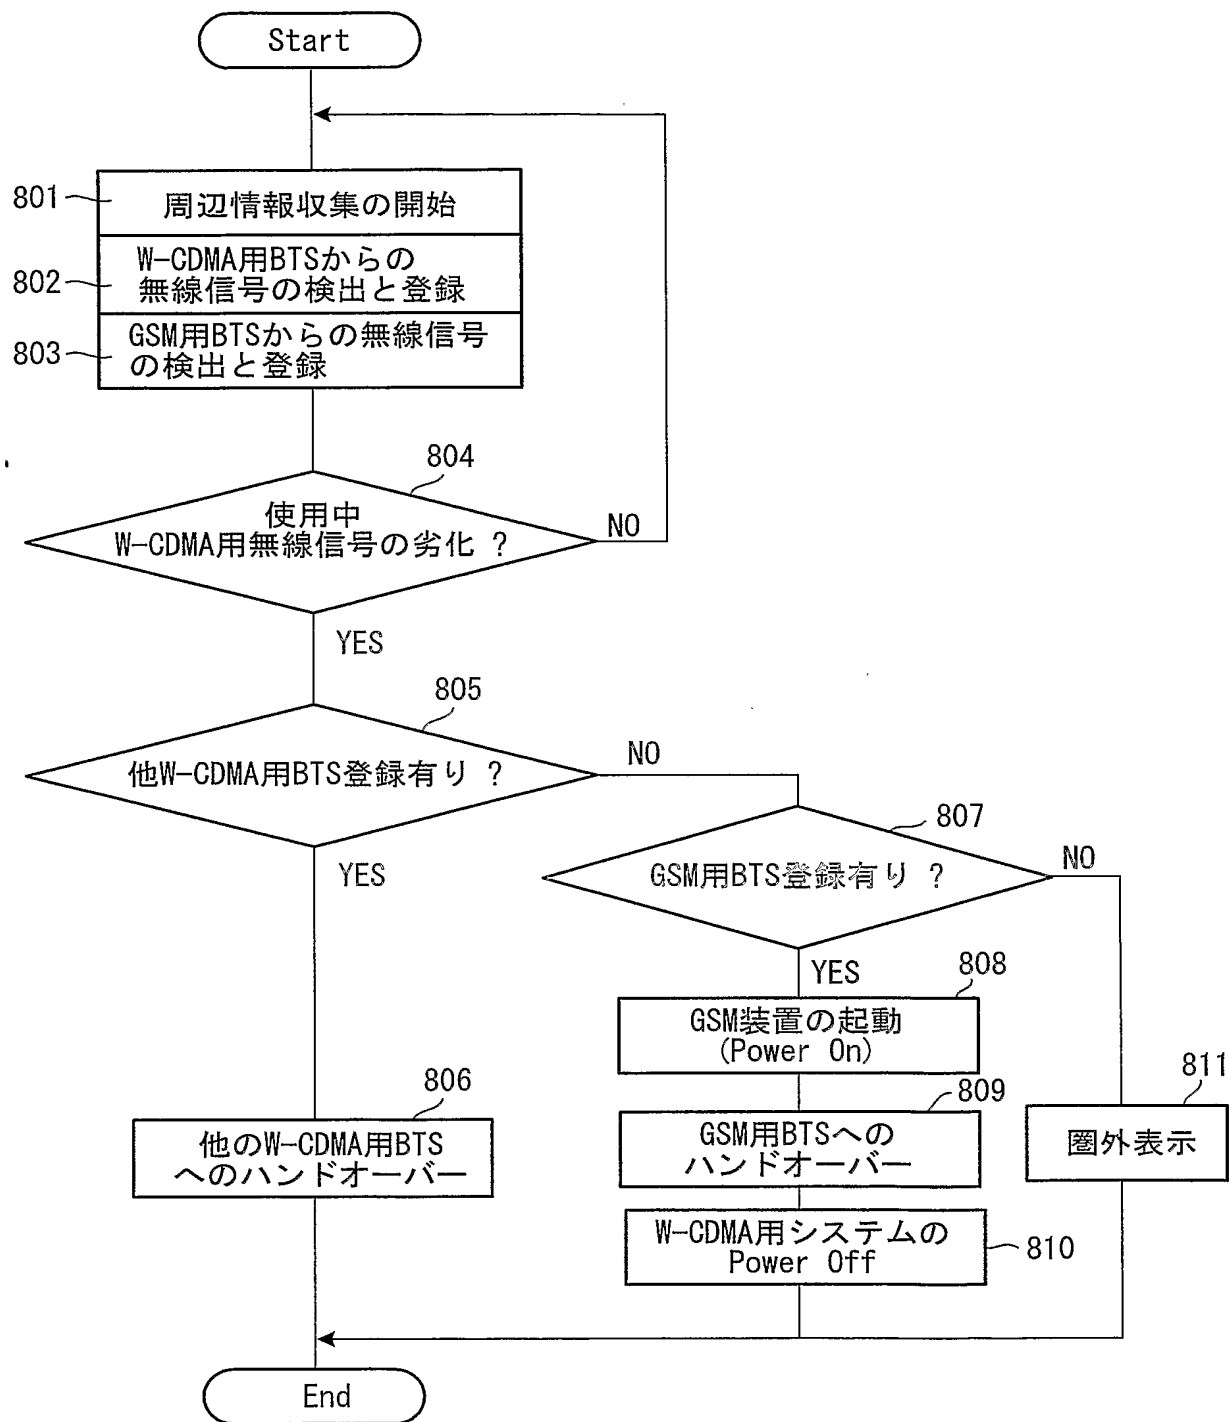 Start
801
周辺情報収集の開始
802
W-CDMA用BTSからの
無線信号の検出と登録
803
GSM用BTSからの無線信号
の検出と登録
804
使用中
W-CDMA用無線信号の劣化 ?
NO
YES
805
他W-CDMA用BTS登録有り ?
NO
YES
807
GSM用BTS登録有り ?
NO
YES
808
GSM装置の起動
(Power On)
806
他のW-CDMA用BTS
へのハンドオーバー
809
GSM用BTSへの
ハンドオーバー
811
圏外表示
W-CDMA用システムの
Power Off
810
End